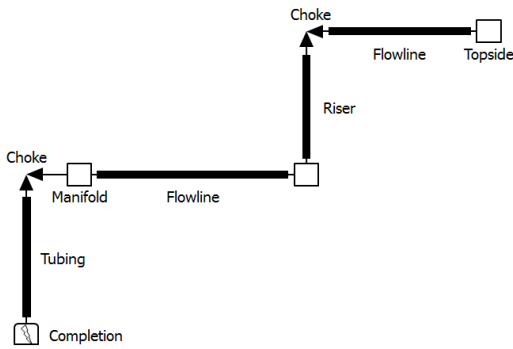 Choke
Flowline
Topside
Riser
Choke
Manifold
Flowline
Tubing
Completion